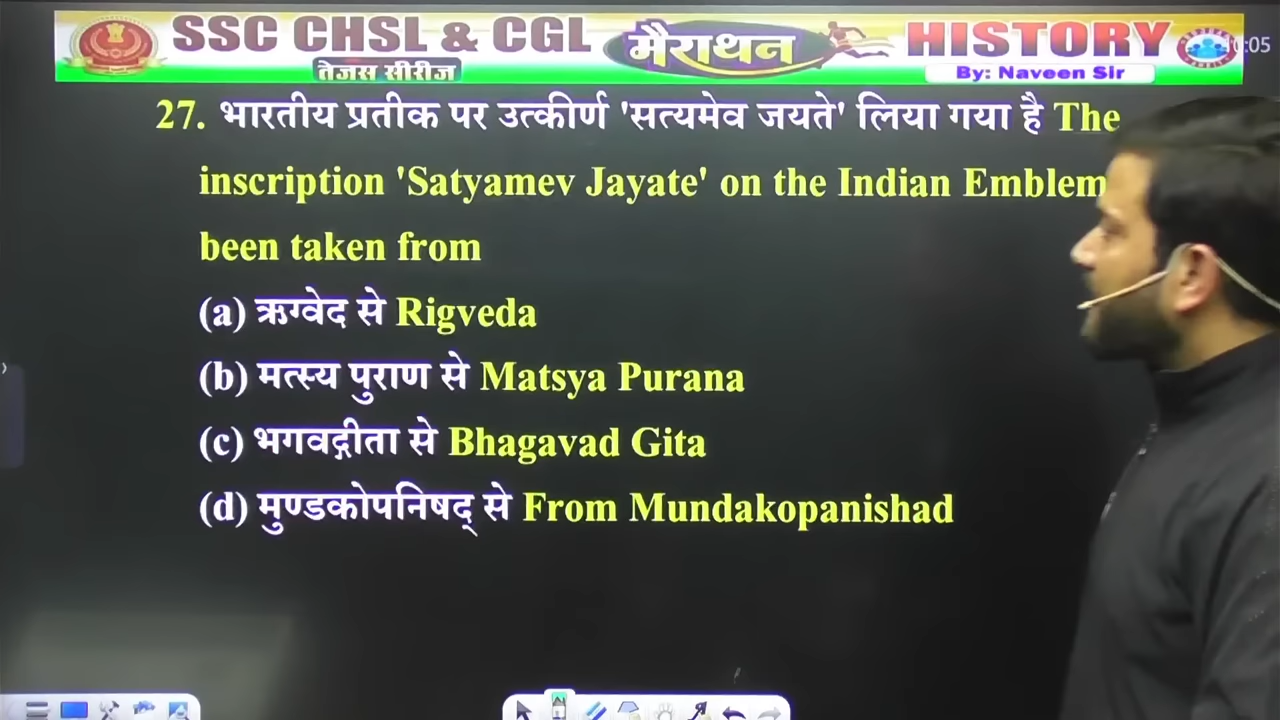 SSC CHSL & CGL
तेजस सीरीज
मैराथन
HISTORY
By: Naveen Sir
27. भारतीय प्रतीक पर उत्कीर्ण 'सत्यमेव जयते' लिया गया है The
inscription 'Satyamev Jayate' on the Indian Emblem
been taken from
(a) ऋग्वेद से Rigveda
(b) मत्स्य पुराण से Matsya Purana
(c) भगवद्गीता से Bhagavad Gita
(d) मुण्डकोपनिषद् से From Mundakopanishad